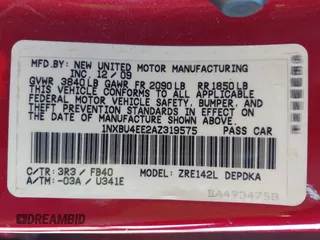 MFD.BY: NEW UNITED MOTOR MANUFACTURING
INC. 12/09
GVWR 3840LB GAWR FR 2090LB RR1850LB
THIS VEHICLE CONFORMS TO ALL APPLICABLE
FEDERAL MOTOR VEHICLE SAFETY, BUMPER, AND
THEFT PREVENTION STANDARDS IN EFFECT ON
THE DATE OF MANUFACTURE SHOWN ABOVE.
1NXBU4EE2AZ319575 PASS CAR
C/TR: 3R3 / FB40 MODEL: ZRE142L DEPDKA
A/TM: -03A / U341E
DREAMBID